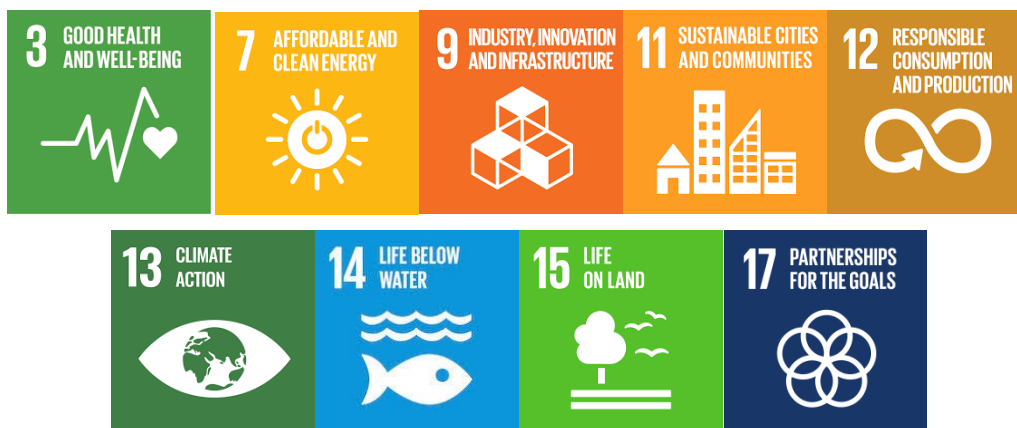 3 GOOD HEALTH
AND WELL-BEING
7 AFFORDABLE AND
CLEAN ENERGY
9 INDUSTRY, INNOVATION
AND INFRASTRUCTURE
11 SUSTAINABLE CITIES
AND COMMUNITIES
12 RESPONSIBLE
CONSUMPTION
AND PRODUCTION
13 CLIMATE
ACTION
14 LIFE BELOW
WATER
15 LIFE
ON LAND
17 PARTNERSHIPS
FOR THE GOALS